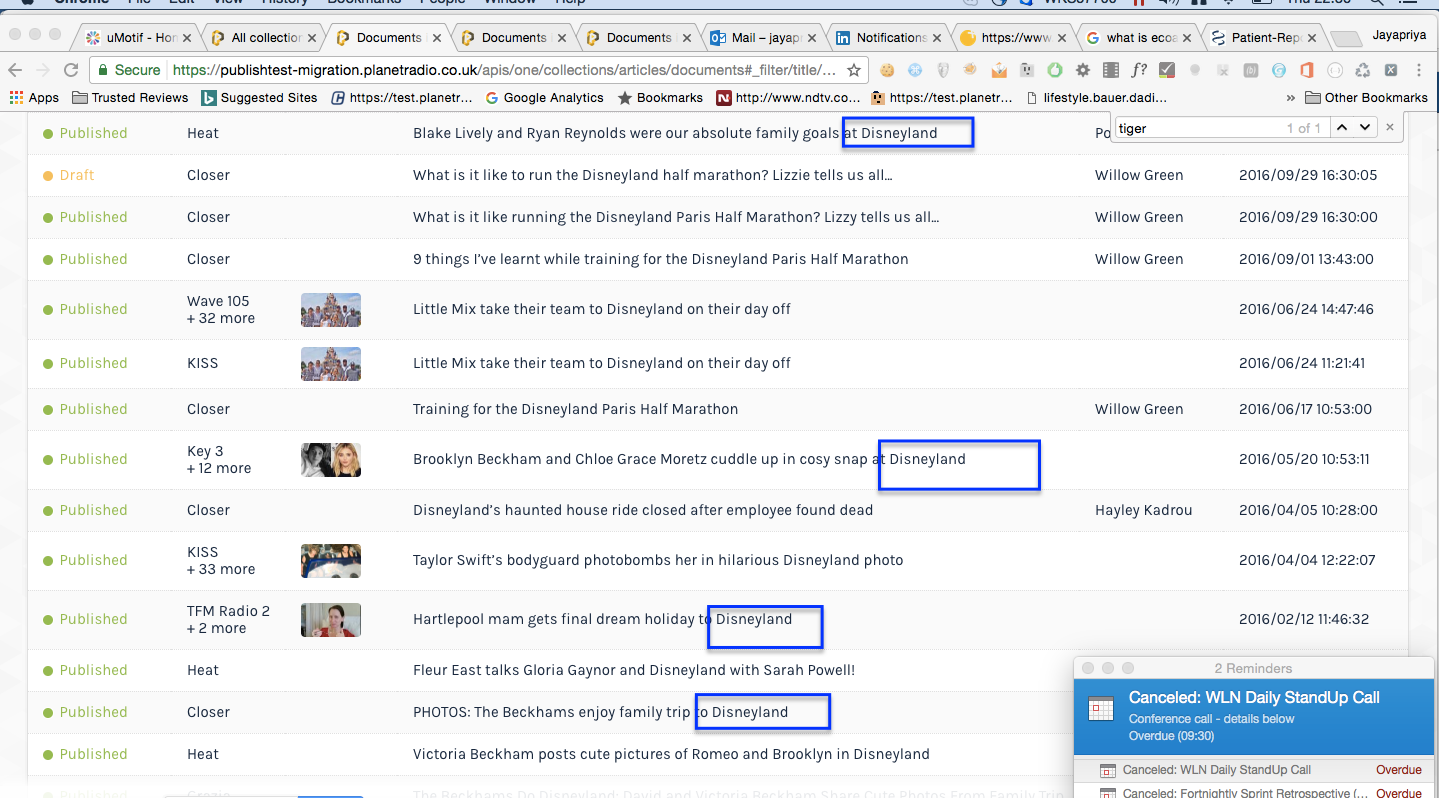 Chrome File Edit View History Bookmarks People Window Help
uMotif - Hon
All collection
Documents
Documents
Documents
Mail – jayapri
Notifications
https://www.
what is ecoa
Patient-Rep
Jayapriya
Secure https://publishtest-migration.planetradio.co.uk/apis/one/collections/articles/documents#_filter/title/...
Apps Trusted Reviews Suggested Sites https://test.planetr... Google Analytics Bookmarks http://www.ndtv.co... https://test.planetr... lifestyle.bauer.dadi... » Other Bookmarks
tiger 1 of 1
Published Heat Blake Lively and Ryan Reynolds were our absolute family goals at Disneyland Po
Draft Closer What is it like to run the Disneyland half marathon? Lizzie tells us all... Willow Green 2016/09/29 16:30:05
Published Closer What is it like running the Disneyland Paris Half Marathon? Lizzy tells us all... Willow Green 2016/09/29 16:30:00
Published Closer 9 things I've learnt while training for the Disneyland Paris Half Marathon Willow Green 2016/09/01 13:43:00
Published Wave 105 + 32 more Little Mix take their team to Disneyland on their day off 2016/06/24 14:47:46
Published KISS Little Mix take their team to Disneyland on their day off 2016/06/24 11:21:41
Published Closer Training for the Disneyland Paris Half Marathon Willow Green 2016/06/17 10:53:00
Published Key 3 + 12 more Brooklyn Beckham and Chloe Grace Moretz cuddle up in cosy snap at Disneyland 2016/05/20 10:53:11
Published Closer Disneyland's haunted house ride closed after employee found dead Hayley Kadrou 2016/04/05 10:28:00
Published KISS + 33 more Taylor Swift's bodyguard photobombs her in hilarious Disneyland photo 2016/04/04 12:22:07
Published TFM Radio 2 + 2 more Hartlepool mam gets final dream holiday to Disneyland 2016/02/12 11:46:32
Published Heat Fleur East talks Gloria Gaynor and Disneyland with Sarah Powell!
Published Closer PHOTOS: The Beckhams enjoy family trip to Disneyland
Published Heat Victoria Beckham posts cute pictures of Romeo and Brooklyn in Disneyland
Published Grazia The Beckhams Do Disneyland: David and Victoria Beckham Share Cute Photos From Family Trip
2 Reminders
Canceled: WLN Daily StandUp Call
Conference call - details below
Overdue (09:30)
Canceled: WLN Daily StandUp Call Overdue
Canceled: Fortnightly Sprint Retrospective (... Overdue